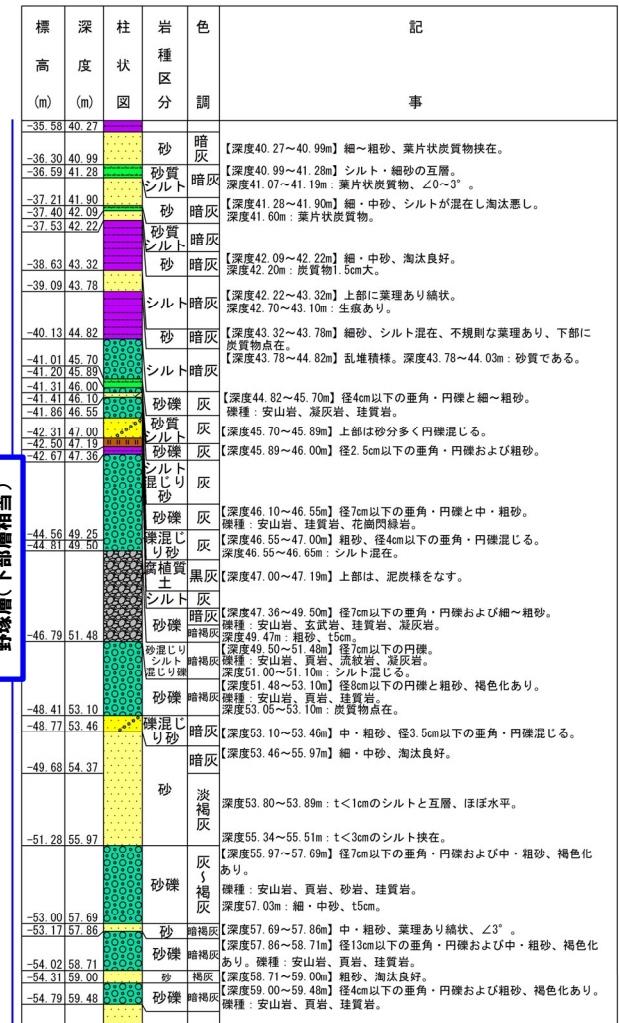 標高(m) 深度(m) 柱状図 岩種区分 色調 記事
-35.58 40.27
-36.30 40.99 砂 暗灰 【深度40.27~40.99m】細~粗砂、葉片状炭質物挟在。
-36.59 41.28 砂質シルト 暗灰 【深度40.99~41.28m】シルト・細砂の互層。
深度41.07~41.19m:葉片状炭質物、∠0~3°。
-37.21 41.90 砂 暗灰 【深度41.28~41.90m】細・中砂、シルトが混在し淘汰悪し。
深度41.60m:葉片状炭質物。
-37.40 42.09 砂質シルト 暗灰
-37.53 42.22 砂 暗灰 【深度42.09~42.22m】細・中砂、淘汰良好。
深度42.20m:炭質物1.5cm大。
-38.63 43.32 シルト 暗灰 【深度42.22~43.32m】上部に葉理あり縞状。
深度42.70~43.10m:生痕あり。
-39.09 43.78 砂 暗灰 【深度43.32~43.78m】細砂、シルト混在、不規則な葉理あり、下部に
炭質物点在。
-40.13 44.82 シルト 暗灰 【深度43.78~44.82m】乱堆積様。深度43.78~44.03m:砂質である。
-41.01 45.70 砂礫 灰 【深度44.82~45.70m】径4cm以下の亜角・円礫と細~粗砂。
礫種:安山岩、凝灰岩、珪質岩。
-41.20 45.89 砂質シルト 灰 【深度45.70~45.89m】上部は砂分多く円礫混じる。
-41.31 46.00 砂礫 灰 【深度45.89~46.00m】径2.5cm以下の亜角・円礫および粗砂。
-41.41 46.10 シルト混じり砂 灰
-41.86 46.55 砂礫 灰 【深度46.10~46.55m】径7cm以下の亜角・円礫と中・粗砂。
礫種:安山岩、珪質岩、花崗閃緑岩。
-42.31 47.00 礫混じり砂 灰 【深度46.55~47.00m】粗砂、径4cm以下の亜角・円礫混じる。
深度46.55~46.65m:シルト混在。
-42.50 47.19 腐植質土 黒灰 【深度47.00~47.19m】上部は、泥炭様をなす。
-42.67 47.36 シルト 灰
-44.56 49.25 砂礫 暗灰 【深度47.36~49.50m】径7cm以下の亜角・円礫および細~粗砂。
礫種:安山岩、玄武岩、珪質岩、凝灰岩。
-44.81 49.50 暗褐灰 深度49.47m:粗砂、t5cm。
-46.79 51.48 砂混じりシルト混じり礫 暗褐灰 【深度49.50~51.48m】径7cm以下の円礫。
礫種:安山岩、頁岩、流紋岩、凝灰岩。
深度51.00~51.10m:シルト混じる。
-48.41 53.10 砂礫 暗褐灰 【深度51.48~53.10m】径8cm以下の円礫と粗砂、褐色化あり。
礫種:安山岩、頁岩、珪質岩。
深度53.05~53.10m:炭質物点在。
-48.77 53.46 礫混じり砂 暗灰 【深度53.10~53.46m】中・粗砂、径3.5cm以下の亜角・円礫混じる。
-49.68 54.37 砂 暗灰 【深度53.46~55.97m】細・中砂、淘汰良好。
淡褐灰 深度53.80~53.89m:t<1cmのシルトと互層、ほぼ水平。
-51.28 55.97 深度55.34~55.51m:t<3cmのシルト挟在。
-53.00 57.69 砂礫 灰~褐灰 【深度55.97~57.69m】径7cm以下の亜角・円礫および中・粗砂、褐色化
あり。
礫種:安山岩、頁岩、砂岩、珪質岩。
深度57.03m:細・中砂、t5cm。
-53.17 57.86 砂 暗褐灰 【深度57.69~57.86m】中・粗砂、葉理あり縞状、∠3°。
-54.02 58.71 砂礫 暗褐灰 【深度57.86~58.71m】径13cm以下の亜角・円礫および中・粗砂、褐色化
あり。礫種:安山岩、頁岩、珪質岩。
-54.31 59.00 砂 褐灰 【深度58.71~59.00m】粗砂、淘汰良好。
-54.79 59.48 砂礫 暗褐灰 【深度59.00~59.48m】径4cm以下の亜角・円礫および粗砂、褐色化あり。
礫種:安山岩、頁岩、珪質岩。
野塚層(下部層相当)